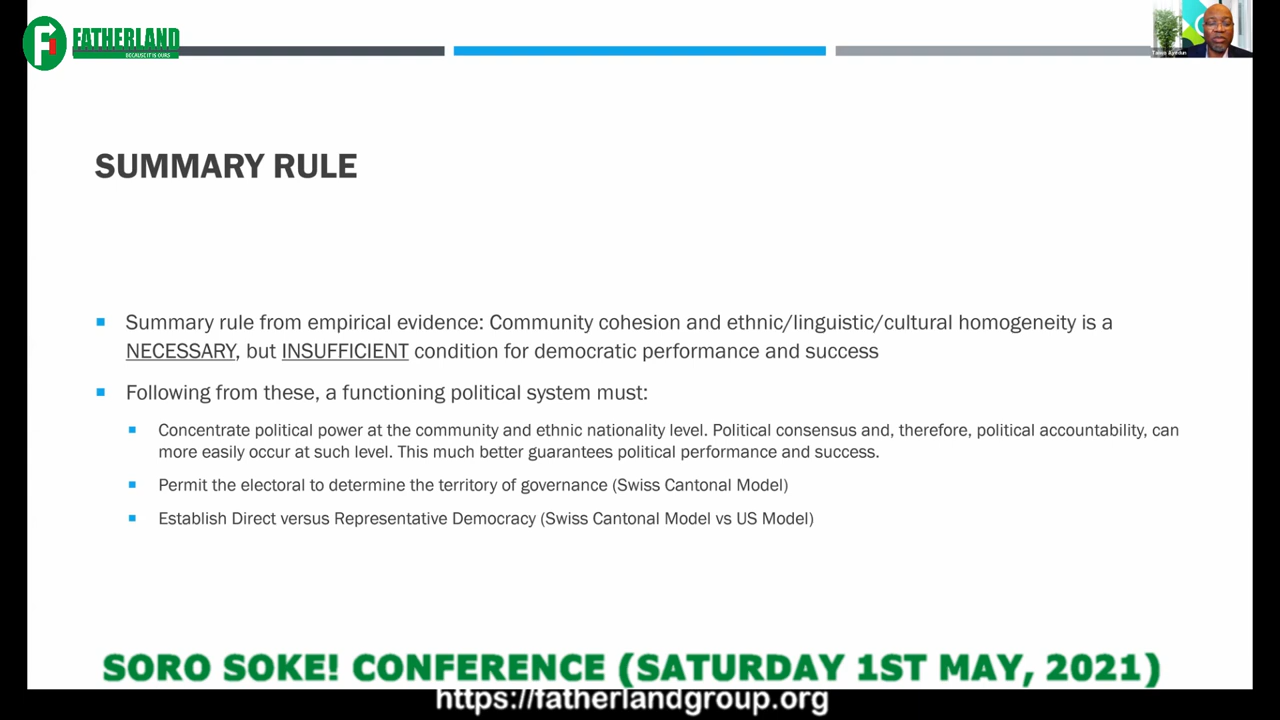 FATHERLAND
BECAUSE IT IS OURS
SUMMARY RULE
Summary rule from empirical evidence: Community cohesion and ethnic/linguistic/cultural homogeneity is a
NECESSARY, but INSUFFICIENT condition for democratic performance and success
Following from these, a functioning political system must:
Concentrate political power at the community and ethnic nationality level. Political consensus and, therefore, political accountability, can
more easily occur at such level. This much better guarantees political performance and success.
Permit the electoral to determine the territory of governance (Swiss Cantonal Model)
Establish Direct versus Representative Democracy (Swiss Cantonal Model vs US Model)
SORO SOKE! CONFERENCE (SATURDAY 1ST MAY, 2021)
https://fatherlandgroup.org